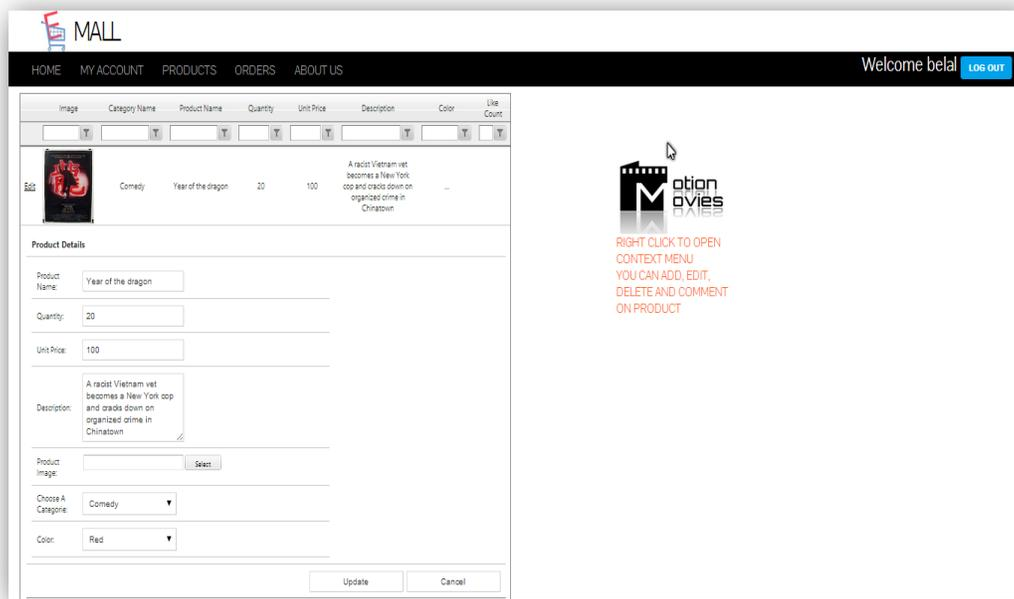 E MALL
HOME MY ACCOUNT PRODUCTS ORDERS ABOUT US
Welcome belal LOG OUT
Image Category Name Product Name Quantity Unit Price Description Color Like Count
Edit Comedy Year of the dragon 20 100 ...
A racist Vietnam vet
becomes a New York
cop and cracks down on
organized crime in
Chinatown
Product Details
Product Name: Year of the dragon
Quantity: 20
Unit Price: 100
Description:
A racist Vietnam vet
becomes a New York cop
and cracks down on
organized crime in
Chinatown
Product Image: Select
Choose A Categorie: Comedy
Color: Red
Update Cancel
Motion
Movies
RIGHT CLICK TO OPEN
CONTEXT MENU
YOU CAN ADD, EDIT,
DELETE AND COMMENT
ON PRODUCT